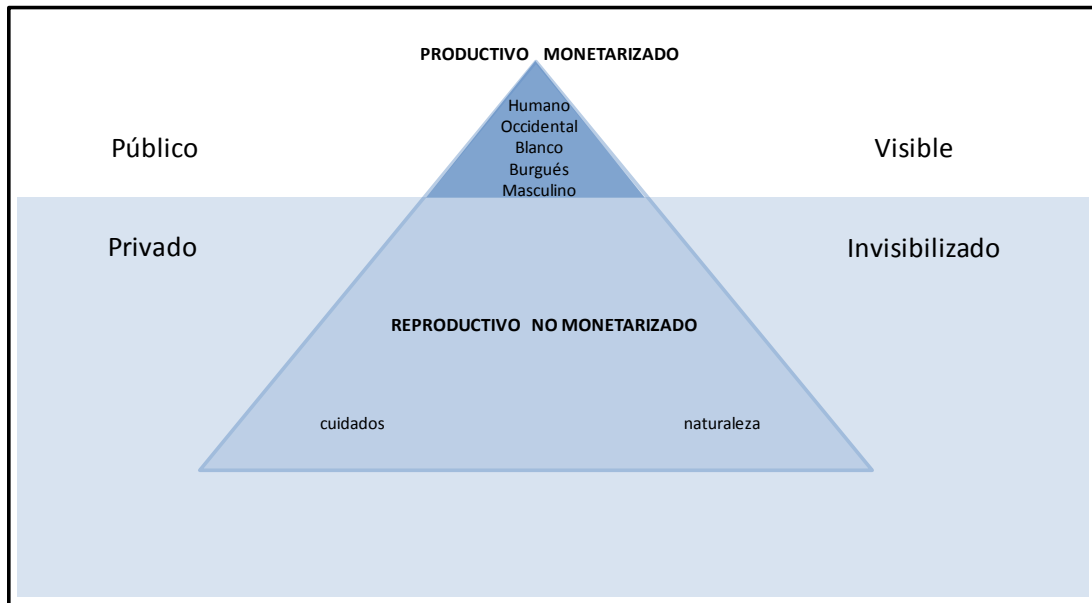 PRODUCTIVO MONETARIZADO
Humano
Occidental
Blanco
Burgués
Masculino
Público
Visible
Privado
Invisibilizado
REPRODUCTIVO NO MONETARIZADO
cuidados
naturaleza